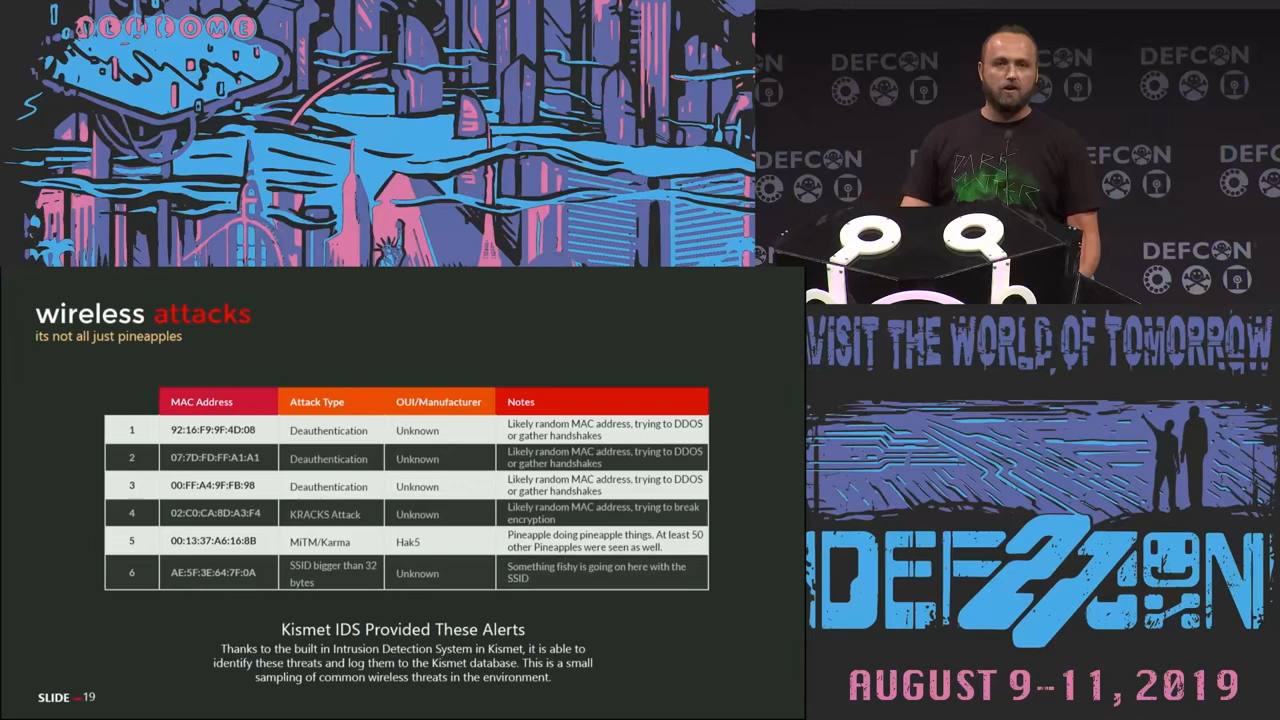 WELCOME
DEFCON
DEFCON
DEFCON
EFCON
DEFC
DEFCON
DARK
wireless attacks
its not all just pineapples
MAC Address Attack Type OUI/Manufacturer Notes
1 92:16:F9:9F:4D:08 Deauthentication Unknown Likely random MAC address, trying to DDOS
or gather handshakes
2 07:7D:FD:FF:A1:A1 Deauthentication Unknown Likely random MAC address, trying to DDOS
or gather handshakes
3 00:FF:A4:9F:FB:98 Deauthentication Unknown Likely random MAC address, trying to DDOS
or gather handshakes
4 02:C0:CA:8D:A3:F4 KRACKS Attack Unknown Likely random MAC address, trying to break
encryption
5 00:13:37:A6:16:8B MiTM/Karma Hak5 Pineapple doing pineapple things. At least 50
other Pineapples were seen as well.
6 AE:5F:3E:64:7F:0A SSID bigger than 32
bytes Unknown Something fishy is going on here with the
SSID
Kismet IDS Provided These Alerts
Thanks to the built in Intrusion Detection System in Kismet, it is able to
identify these threats and log them to the Kismet database. This is a small
sampling of common wireless threats in the environment.
SLIDE 19
VISIT THE WORLD OF TOMORROW
DEF27CON
AUGUST 9-11, 2019